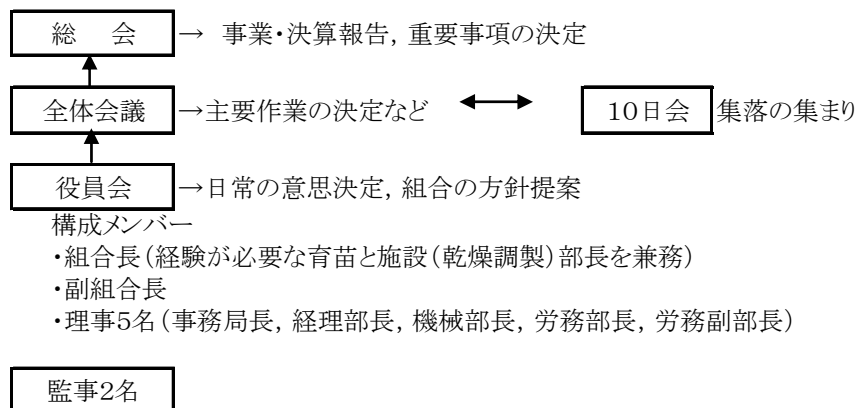 総　会 → 事業・決算報告，重要事項の決定
全体会議 →主要作業の決定など ↔ 10日会 集落の集まり
役員会 →日常の意思決定，組合の方針提案
構成メンバー
・組合長（経験が必要な育苗と施設（乾燥調製）部長を兼務）
・副組合長
・理事5名（事務局長，経理部長，機械部長，労務部長，労務副部長）
監事2名